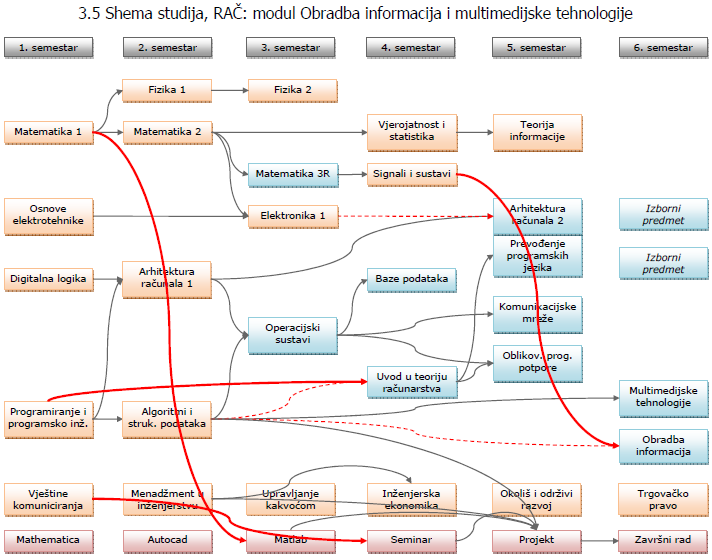 3.5 Shema studija, RAČ: modul Obradba informacija i multimedijske tehnologije
1. semestar
2. semestar
3. semestar
4. semestar
5. semestar
6. semestar
Fizika 1
Fizika 2
Matematika 1
Matematika 2
Vjerojatnost i
statistika
Teorija
informacije
Matematika 3R
Signali i sustavi
Osnove
elektrotehnike
Elektronika 1
Arhitektura
računala 2
Izborni
predmet
Prevođenje
programskih
jezika
Izborni
predmet
Digitalna logika
Arhitektura
računala 1
Baze podataka
Operacijski
sustavi
Komunikacijske
mreže
Oblikov. prog.
potpore
Uvod u teoriju
računarstva
Multimedijske
tehnologije
Programiranje i
programsko inž.
Algoritmi i
struk. podataka
Obradba
informacija
Vještine
komuniciranja
Menadžment u
inženjerstvu
Upravljanje
kakvoćom
Inženjerska
ekonomika
Okoliš i održivi
razvoj
Trgovačko
pravo
Mathematica
Autocad
Matlab
Seminar
Projekt
Završni rad